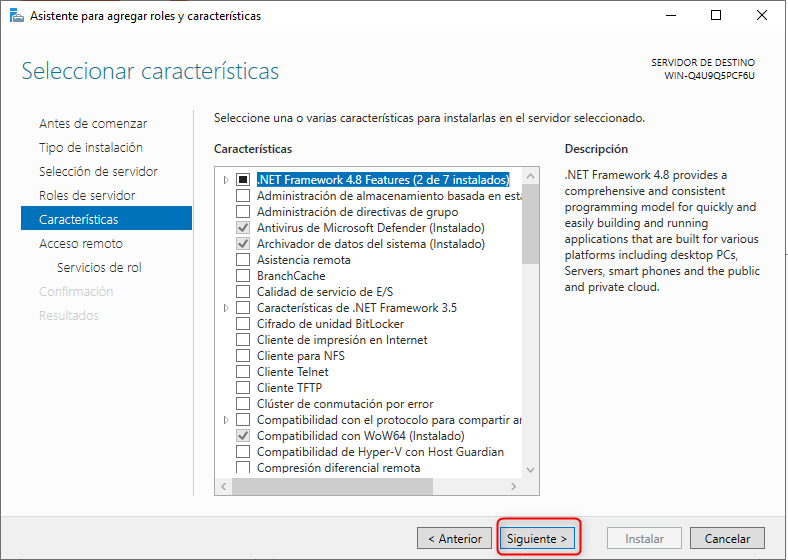 Asistente para agregar roles y características
Seleccionar características
SERVIDOR DE DESTINO
WIN-Q4U9Q5PCF6U
Antes de comenzar
Tipo de instalación
Selección de servidor
Roles de servidor
Características
Acceso remoto
Servicios de rol
Confirmación
Resultados
Seleccione una o varias características para instalarlas en el servidor seleccionado.
Características
.NET Framework 4.8 Features (2 de 7 instalados)
Administración de almacenamiento basada en está
Administración de directivas de grupo
Antivirus de Microsoft Defender (Instalado)
Archivador de datos del sistema (Instalado)
Asistencia remota
BranchCache
Calidad de servicio de E/S
Características de .NET Framework 3.5
Cifrado de unidad BitLocker
Cliente de impresión en Internet
Cliente para NFS
Cliente Telnet
Cliente TFTP
Clúster de conmutación por error
Compatibilidad con el protocolo para compartir ar
Compatibilidad con WoW64 (Instalado)
Compatibilidad de Hyper-V con Host Guardian
Compresión diferencial remota
Descripción
.NET Framework 4.8 provides a
comprehensive and consistent
programming model for quickly and
easily building and running
applications that are built for various
platforms including desktop PCs,
Servers, smart phones and the public
and private cloud.
< Anterior
Siguiente >
Instalar
Cancelar